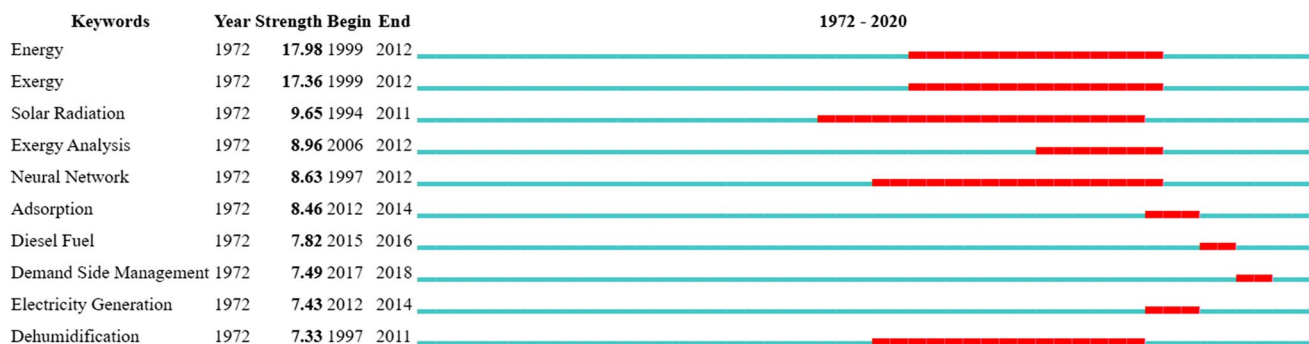 Keywords Year Strength Begin End 1972 - 2020
Energy 1972 17.98 1999 2012
Exergy 1972 17.36 1999 2012
Solar Radiation 1972 9.65 1994 2011
Exergy Analysis 1972 8.96 2006 2012
Neural Network 1972 8.63 1997 2012
Adsorption 1972 8.46 2012 2014
Diesel Fuel 1972 7.82 2015 2016
Demand Side Management 1972 7.49 2017 2018
Electricity Generation 1972 7.43 2012 2014
Dehumidification 1972 7.33 1997 2011